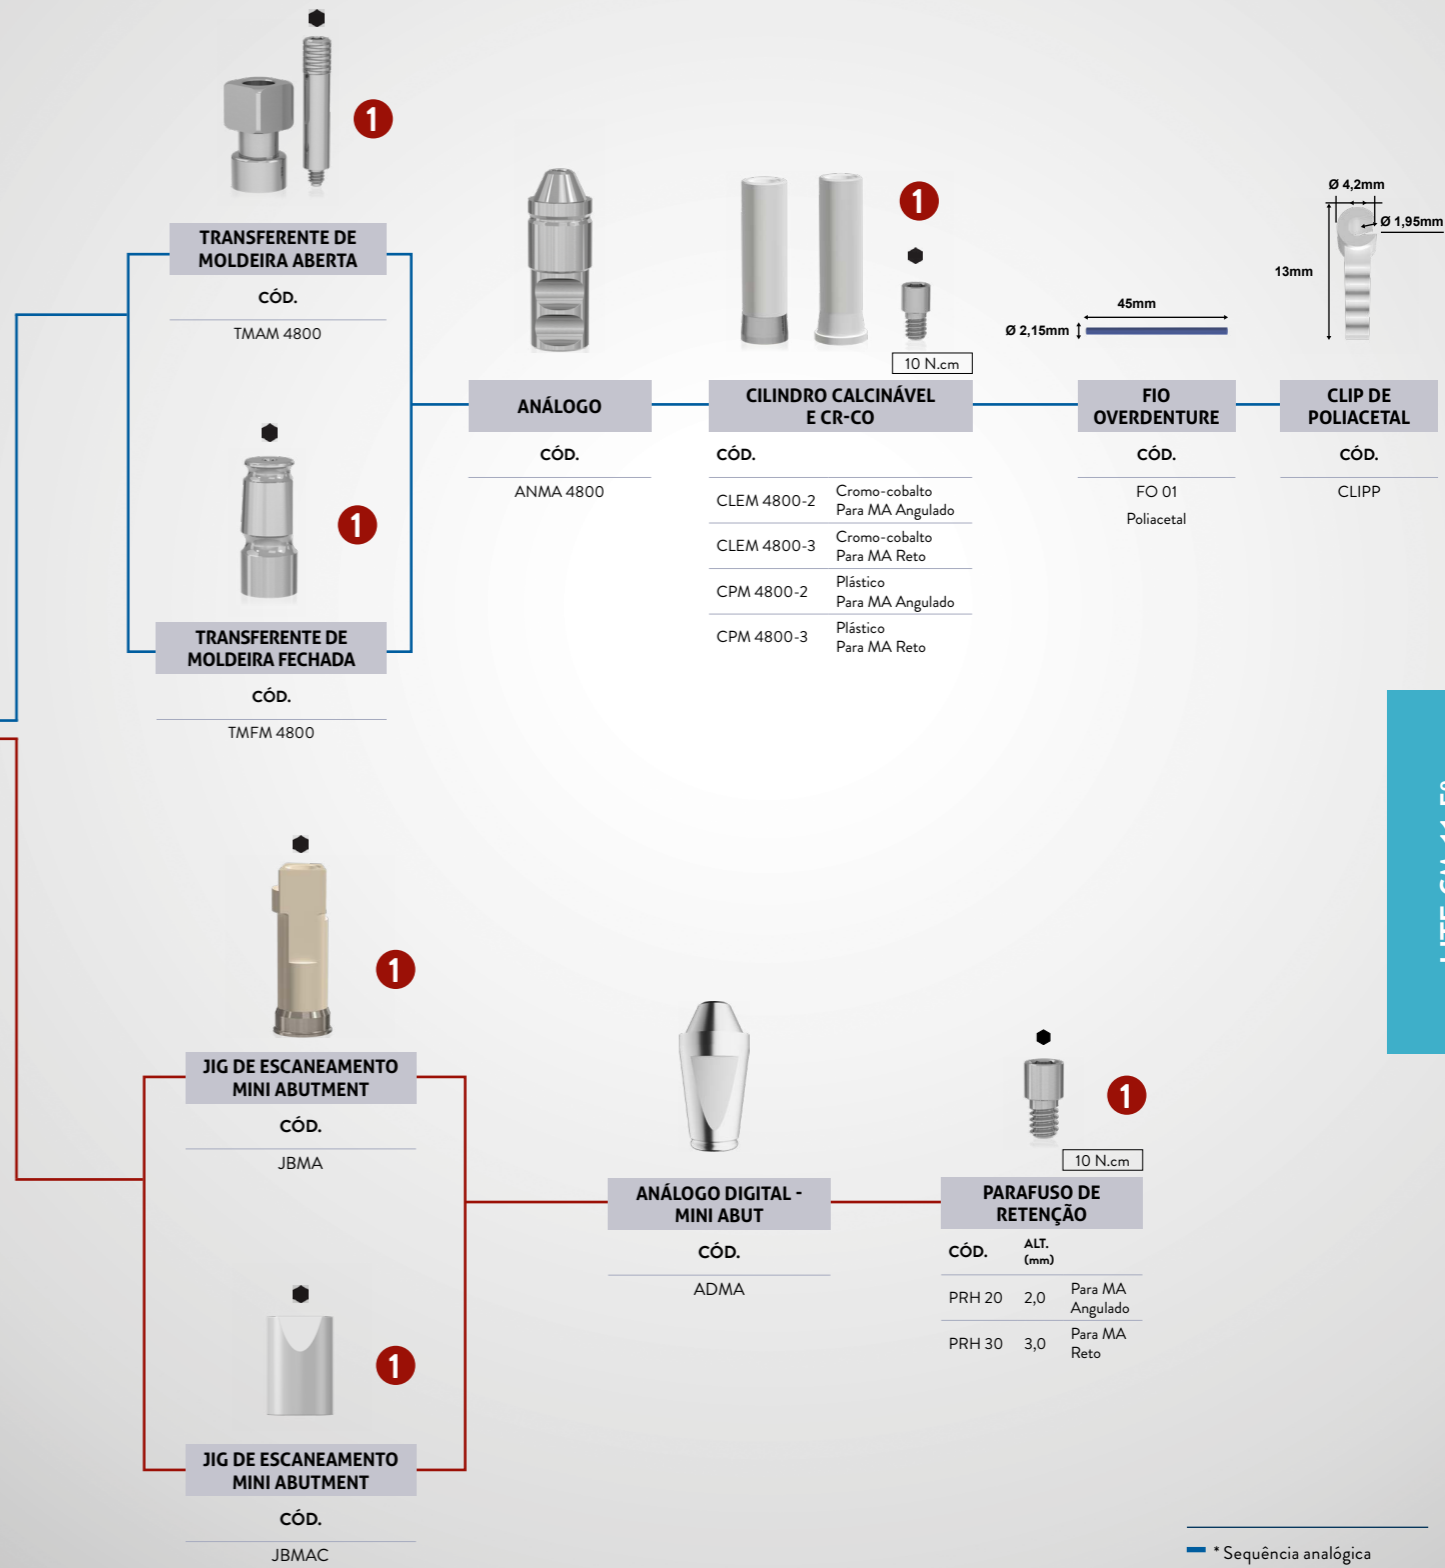 1
TRANSFERENTE DE
MOLDEIRA ABERTA
CÓD.
TMAM 4800
1
TRANSFERENTE DE
MOLDEIRA FECHADA
CÓD.
TMFM 4800
ANÁLOGO
CÓD.
ANMA 4800
1
10 N.cm
CILINDRO CALCINÁVEL
E CR-CO
CÓD.
CLEM 4800-2 Cromo-cobalto
Para MA Angulado
CLEM 4800-3 Cromo-cobalto
Para MA Reto
CPM 4800-2 Plástico
Para MA Angulado
CPM 4800-3 Plástico
Para MA Reto
45mm
Ø 2,15mm
FIO
OVERDENTURE
CÓD.
FO 01
Poliacetal
Ø 4,2mm
Ø 1,95mm
13mm
CLIP DE
POLIACETAL
CÓD.
CLIPP
1
JIG DE ESCANEAMENTO
MINI ABUTMENT
CÓD.
JBMA
1
JIG DE ESCANEAMENTO
MINI ABUTMENT
CÓD.
JBMAC
ANÁLOGO DIGITAL -
MINI ABUT
CÓD.
ADMA
1
10 N.cm
PARAFUSO DE
RETENÇÃO
CÓD. ALT.
(mm)
PRH 20 2,0 Para MA
Angulado
PRH 30 3,0 Para MA
Reto
* Sequência analógica